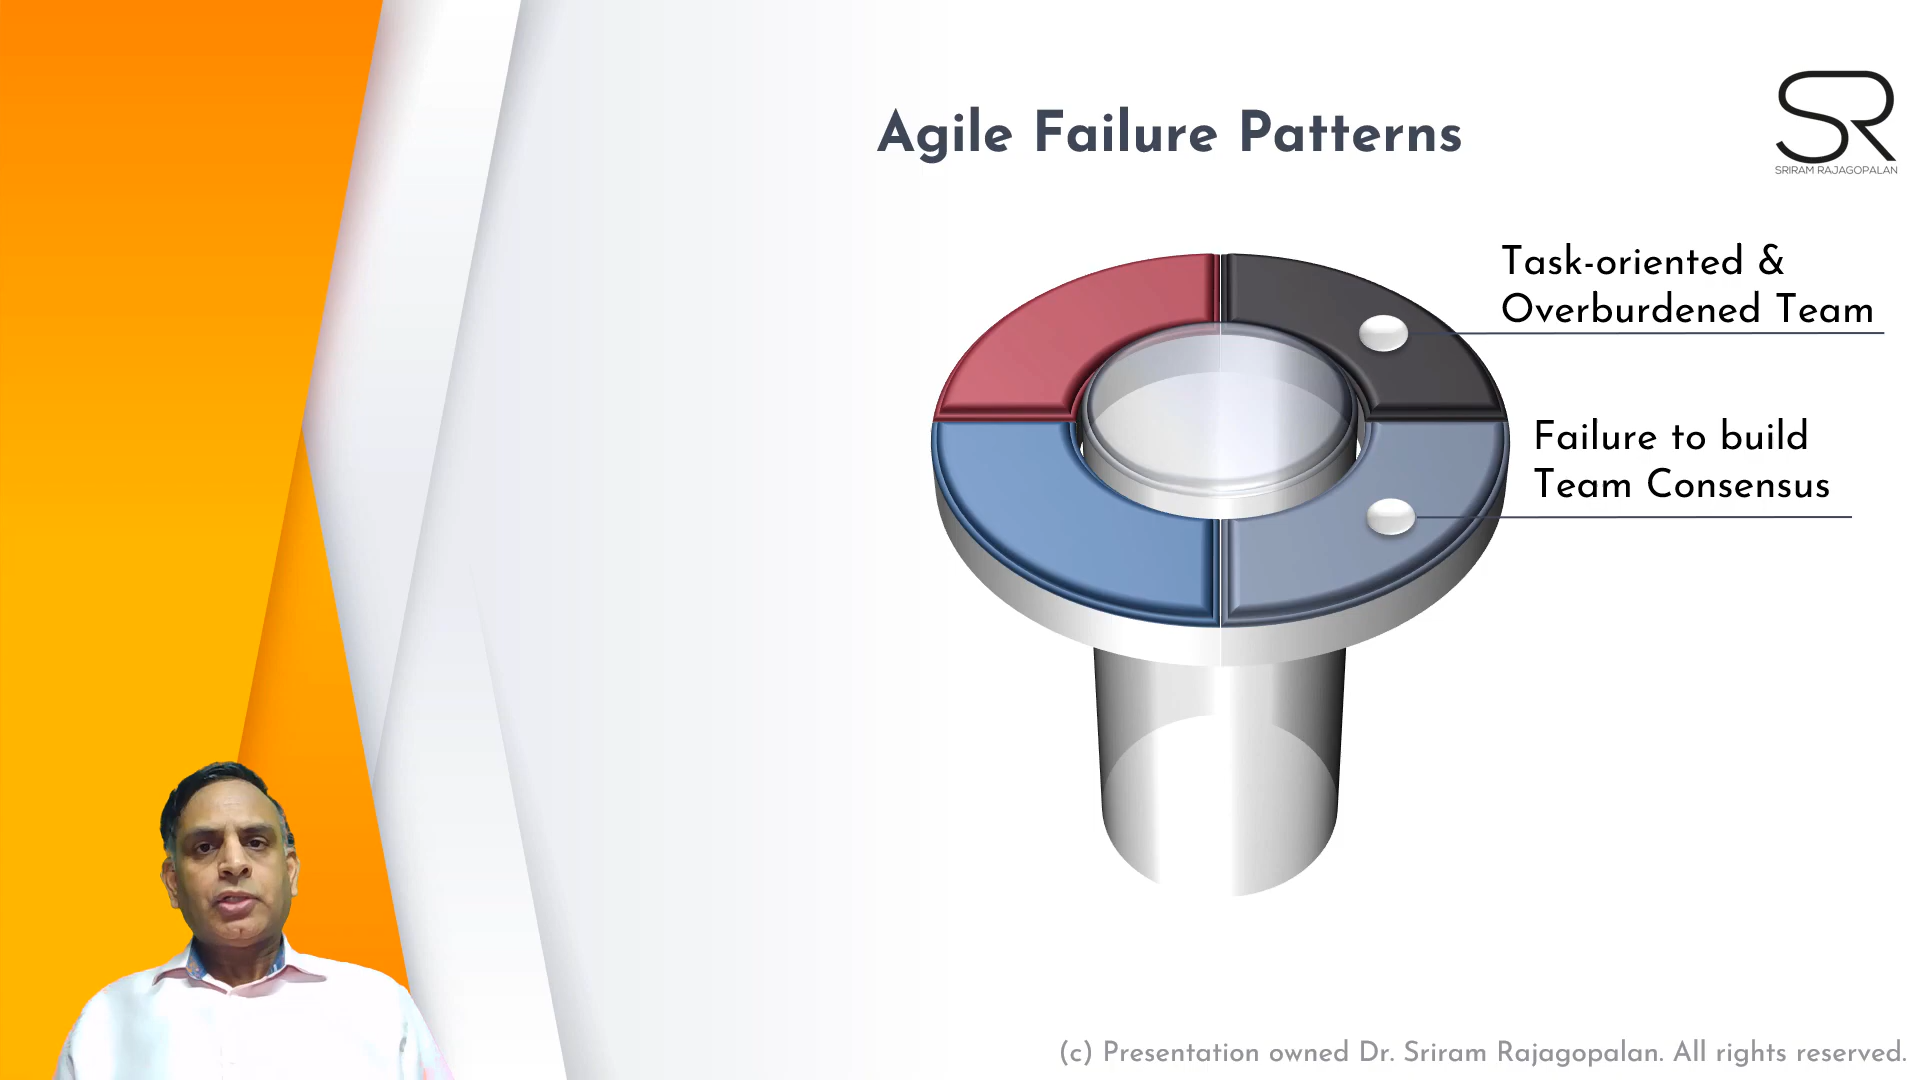 Agile Failure Patterns
SR
SRIRAM RAJAGOPALAN
Task-oriented &
Overburdened Team
Failure to build
Team Consensus
(c) Presentation owned Dr. Sriram Rajagopalan. All rights reserved.